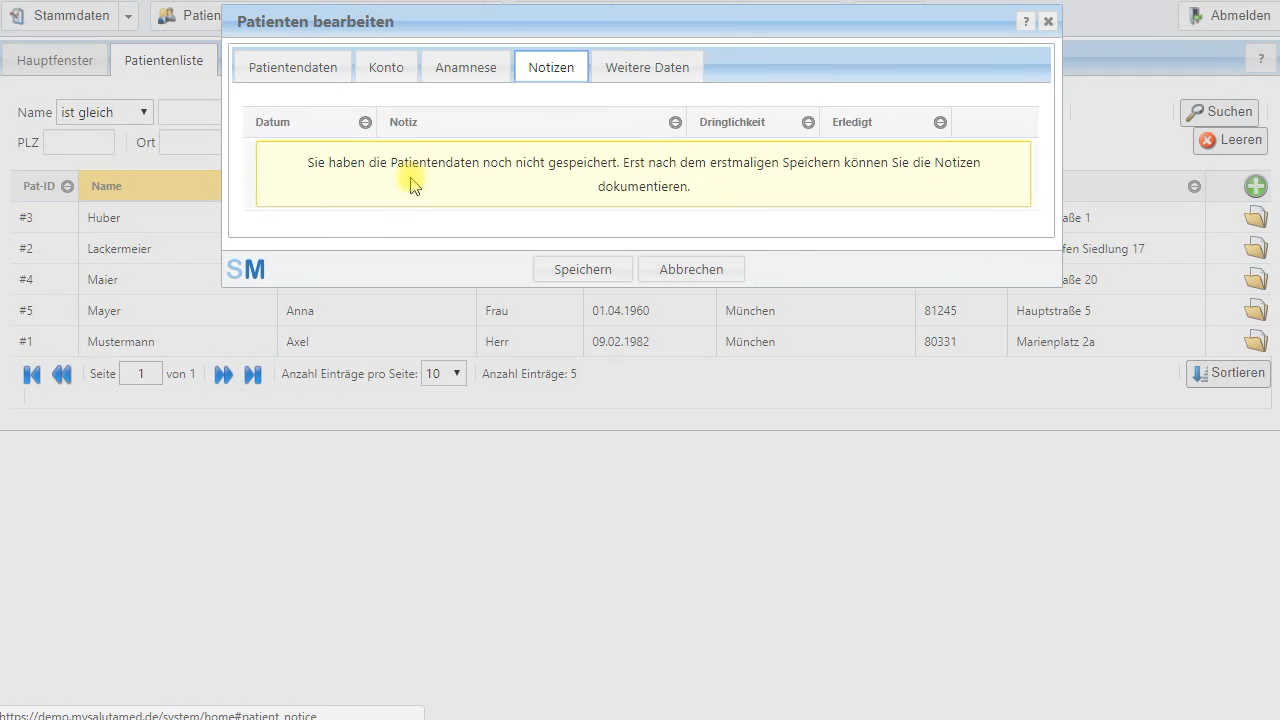 Stammdaten
Patien
Abmelden
Patienten bearbeiten
?
Hauptfenster
Patientenliste
?
Patientendaten
Konto
Anamnese
Notizen
Weitere Daten
Name
ist gleich
Suchen
PLZ
Ort
Leeren
Datum
Notiz
Dringlichkeit
Erledigt
Sie haben die Patientendaten noch nicht gespeichert. Erst nach dem erstmaligen Speichern können Sie die Notizen
dokumentieren.
Pat-ID
Name
#3
Huber
raße 1
#2
Lackermeier
fen Siedlung 17
SM
Speichern
Abbrechen
#4
Maier
aße 20
#5
Mayer
Anna
Frau
01.04.1960
München
81245
Hauptstraße 5
#1
Mustermann
Axel
Herr
09.02.1982
München
80331
Marienplatz 2a
Seite
1
von 1
Anzahl Einträge pro Seite:
10
Anzahl Einträge: 5
Sortieren
https://demo.mysalutamed.de/system/home#patient_notice